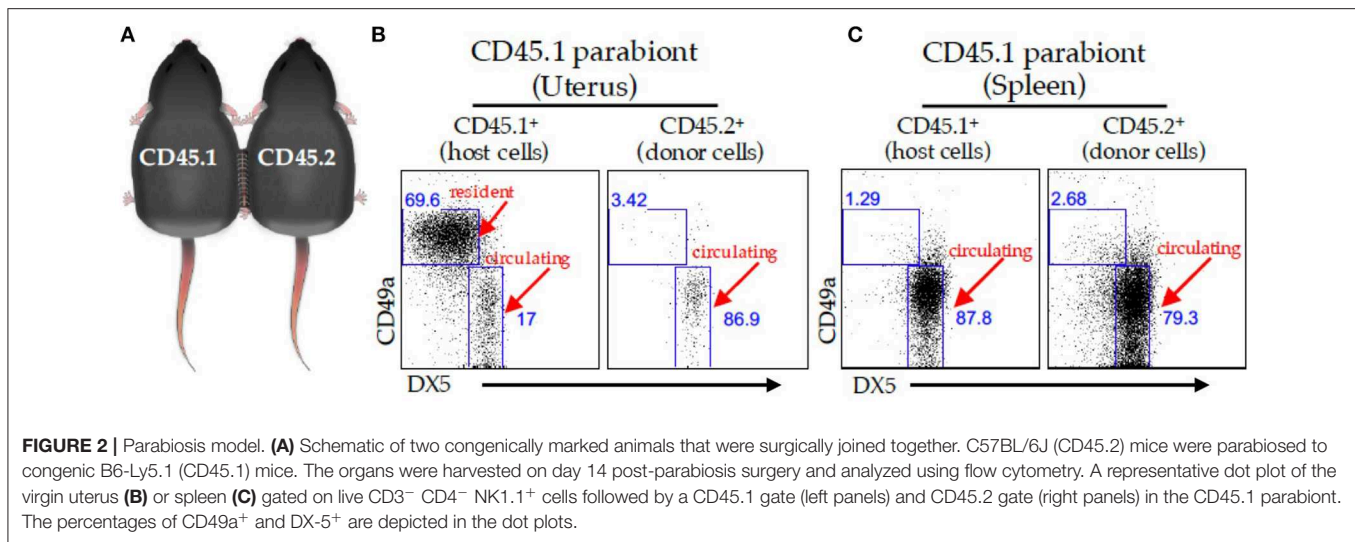 A
CD45.1
CD45.2
B
CD45.1 parabiont
(Uterus)
CD45.1+
(host cells)
CD45.2+
(donor cells)
69.6
resident
circulating
17
3.42
circulating
86.9
CD49a
DX5
C
CD45.1 parabiont
(Spleen)
CD45.1+
(host cells)
CD45.2+
(donor cells)
1.29
circulating
87.8
2.68
circulating
79.3
CD49a
DX5
FIGURE 2 | Parabiosis model. (A) Schematic of two congenically marked animals that were surgically joined together. C57BL/6J (CD45.2) mice were parabiosed to
congenic B6-Ly5.1 (CD45.1) mice. The organs were harvested on day 14 post-parabiosis surgery and analyzed using flow cytometry. A representative dot plot of the
virgin uterus (B) or spleen (C) gated on live CD3− CD4− NK1.1+ cells followed by a CD45.1 gate (left panels) and CD45.2 gate (right panels) in the CD45.1 parabiont.
The percentages of CD49a+ and DX-5+ are depicted in the dot plots.